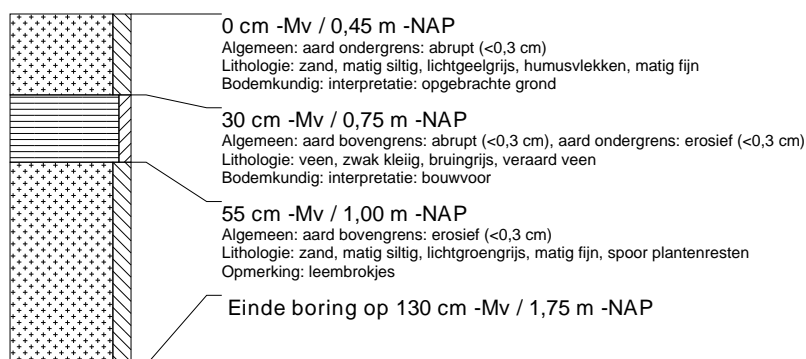 0 cm -Mv / 0,45 m -NAP
Algemeen: aard ondergrens: abrupt (<0,3 cm)
Lithologie: zand, matig siltig, lichtgeelgrijs, humusvlekken, matig fijn
Bodemkundig: interpretatie: opgebrachte grond
30 cm -Mv / 0,75 m -NAP
Algemeen: aard bovengrens: abrupt (<0,3 cm), aard ondergrens: erosief (<0,3 cm)
Lithologie: veen, zwak kleiig, bruingrijs, veraard veen
Bodemkundig: interpretatie: bouwvoor
55 cm -Mv / 1,00 m -NAP
Algemeen: aard bovengrens: erosief (<0,3 cm)
Lithologie: zand, matig siltig, lichtgroengrijs, matig fijn, spoor plantenresten
Opmerking: leembrokjes
Einde boring op 130 cm -Mv / 1,75 m -NAP